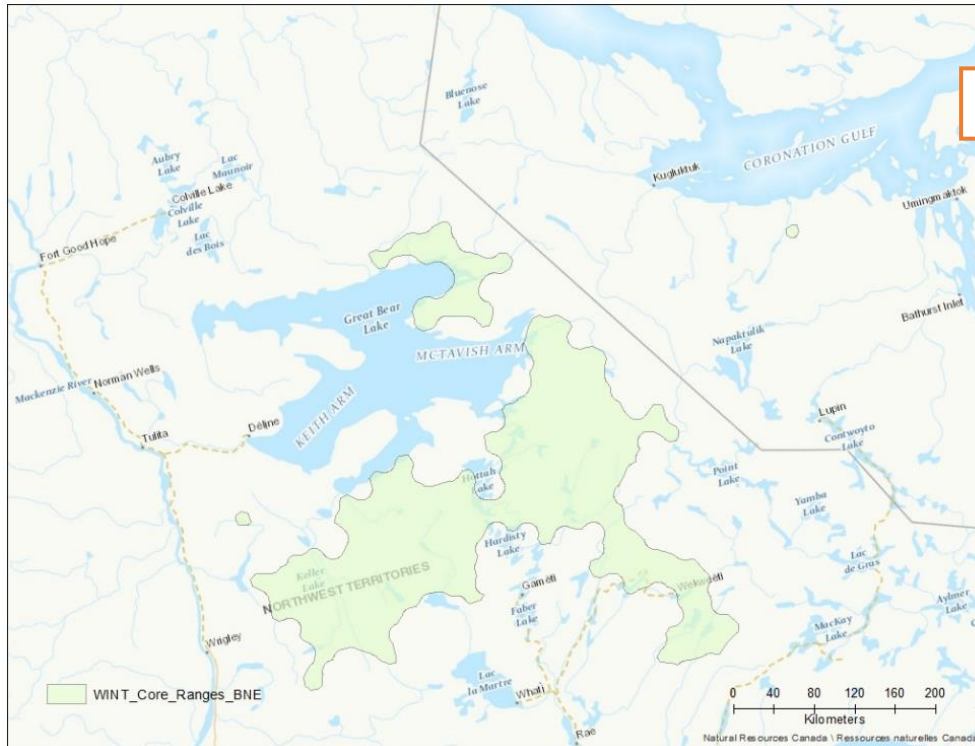 Bluenose
Lake
CORONATION GULF
Aubry
Lake
Lac
Maunoir
Kugluktuk
Colville Lake
Colville
Lake
Umingmaktok
Lac
des Bois
Fort Good Hope
Great Bear
Lake
Bathurst Inlet
MCTAVISH ARM
Napaktulik
Lake
Mackenzie River
Norman Wells
KEITH ARM
Lupin
Déline
Contwoyto
Lake
Tulita
Hottah
Lake
Point
Lake
Yamba
Lake
Hardisty
Lake
Lac
de Gras
Keller
Lake
NORTHWEST TERRITORIES
Gamètì
Wekweètì
Faber
Lake
Aylmer
Lake
MacKay
Lake
Wrigley
Lac
la Martre
Whatì
Rae
WINT_Core_Ranges_BNE
0 40 80 120 160 200
Kilometers
Natural Resources Canada \ Ressources naturelles Canada